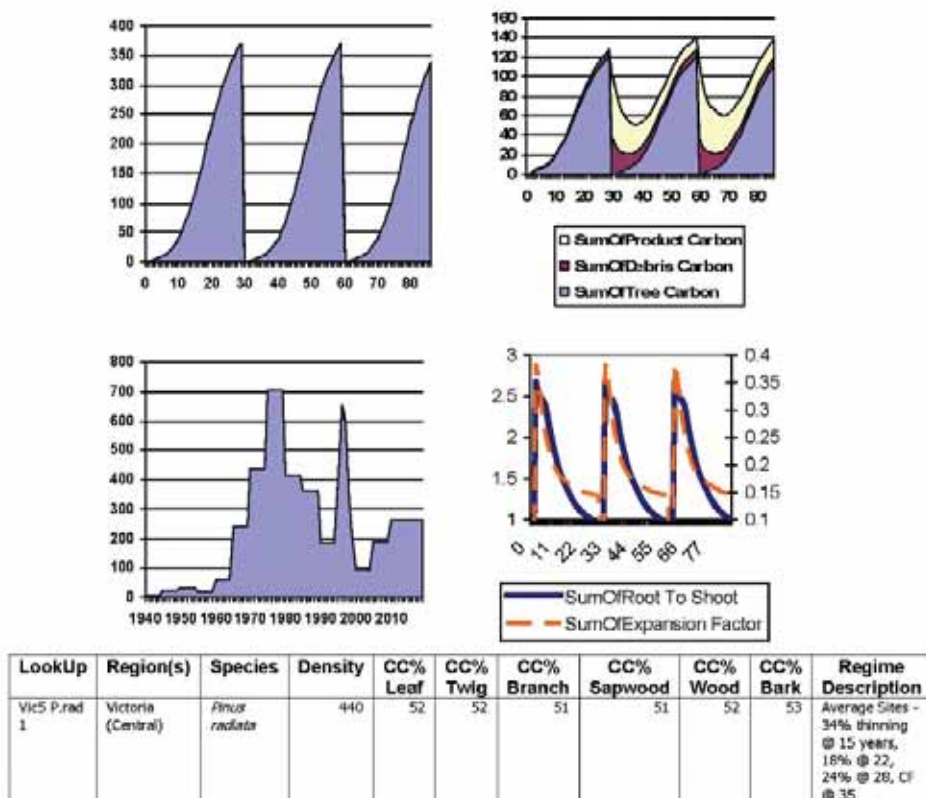 400
350
300
250
200
150
100
50
0
0 10 20 30 40 50 60 70 80
160
140
120
100
80
60
40
20
0
0 20 40 60 80
SumOfProduct Carbon
SumOfDebris Carbon
SumOfTree Carbon
800
700
600
500
400
300
200
100
0
1940 1950 1960 1970 1980 1990 2000 2010
3
2.5
2
1.5
1
0.4
0.35
0.3
0.25
0.2
0.15
0.1
0 11 22 33 44 55 66 77
SumOfRoot To Shoot
SumOfExpansion Factor
LookUp Region(s) Species Density CC% Leaf CC% Twig CC% Branch CC% Sapwood CC% Wood CC% Bark Regime Description
Vic5 P.rad 1 Victoria (Central) Pinus radiata 440 52 52 51 51 52 53 Average Sites -
34% thinning
@ 15 years,
18% @ 22,
24% @ 28, CF
@ 35